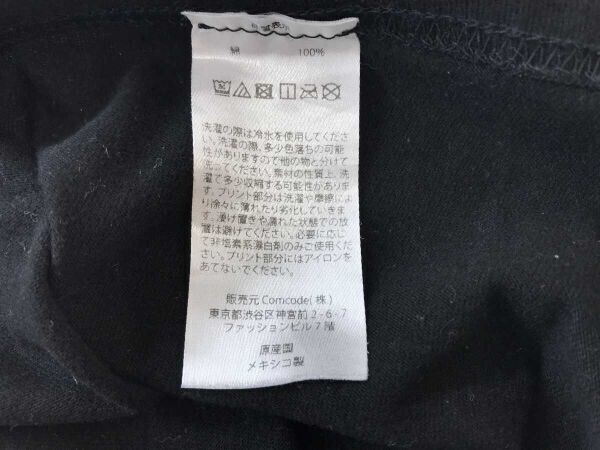 綿 100%
洗濯の際は冷水を使用してくださ
い。洗濯の際、多少色落ちの可能
性がありますので他の物と分けて
洗ってください。素材の性質上、洗
濯で多少収縮する可能性がありま
す。プリント部分は洗濯や摩擦によ
り徐々に薄れたり劣化していきま
す。漬け置きや濡れた状態での放
置は避けてください。必要に応じ
て非塩素系漂白剤のみご使用くだ
さい。プリント部分にはアイロンを
あてないでください。
販売元 Comcode(株)
東京都渋谷区神宮前2-6-7
ファッションビル7階
原産国
メキシコ製